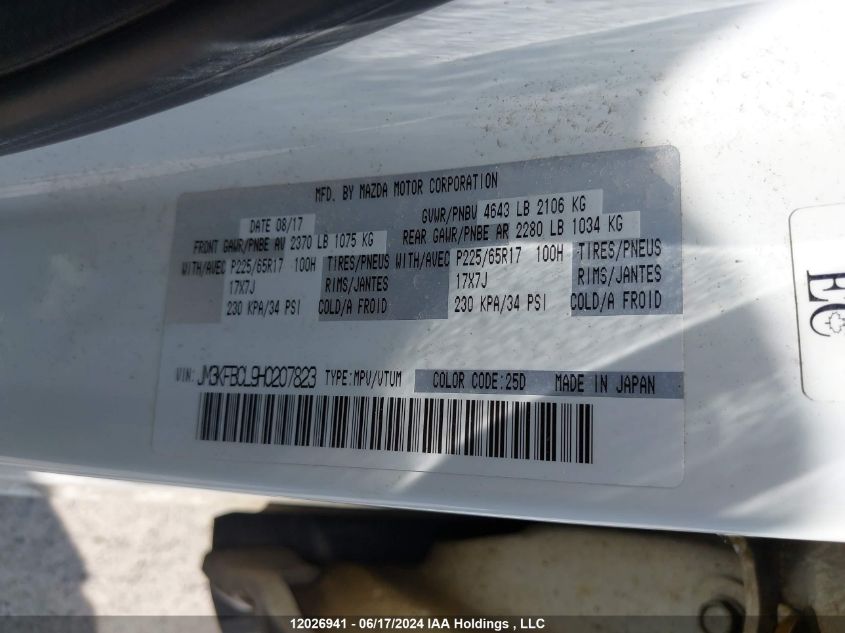 MFD. BY MAZDA MOTOR CORPORATION
DATE 08/17 GVWR/PNBV 4643 LB 2106 KG
FRONT GAWR/PNBE AV 2370 LB 1075 KG REAR GAWR/PNBE AR 2280 LB 1034 KG
WITH/AVEC P225/65R17 100H TIRES/PNEUS WITH/AVEC P225/65R17 100H TIRES/PNEUS
17X7J RIMS/JANTES 17X7J RIMS/JANTES
230 KPA/34 PSI COLD/A FROID 230 KPA/34 PSI COLD/A FROID
VIN: JM3KFBCL9H0207823 TYPE:MPV/VTUM COLOR CODE:25D MADE IN JAPAN
12026941 - 06/17/2024 IAA Holdings , LLC